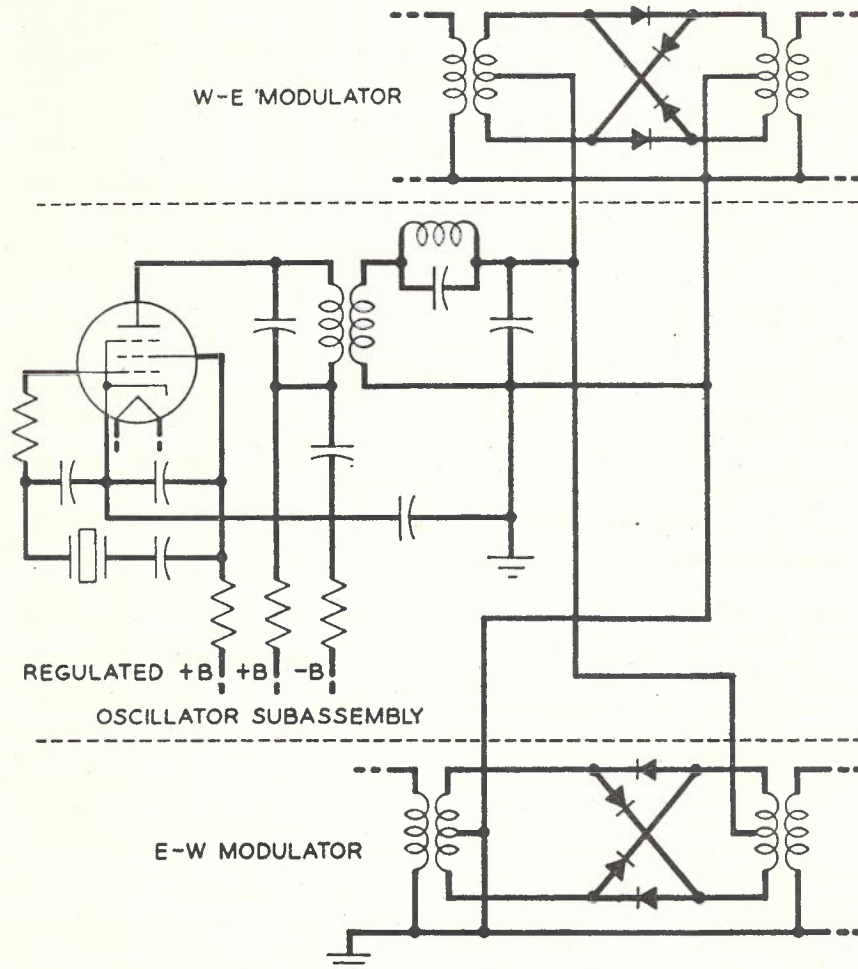 W-E MODULATOR
REGULATED +B +B -B
OSCILLATOR SUBASSEMBLY
E-W MODULATOR